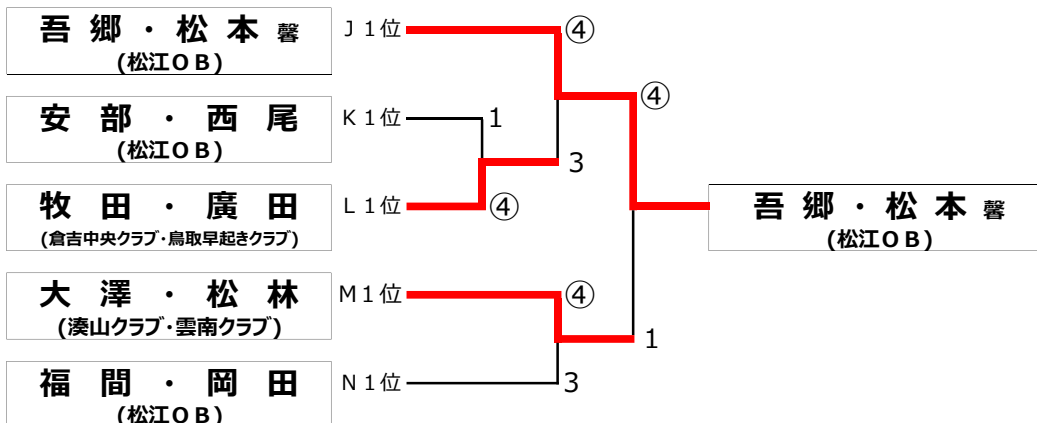 吾 郷 ・ 松 本 馨
(松江ＯＢ)
Ｊ１位
④
④
安 部 ・ 西 尾
(松江ＯＢ)
Ｋ１位
1
3
牧 田 ・ 廣 田
(倉吉中央クラブ・鳥取早起きクラブ)
Ｌ１位
④
吾 郷 ・ 松 本 馨
(松江ＯＢ)
大 澤 ・ 松 林
(湊山クラブ・雲南クラブ)
Ｍ１位
④
1
福 間 ・ 岡 田
(松江ＯＢ)
Ｎ１位
3